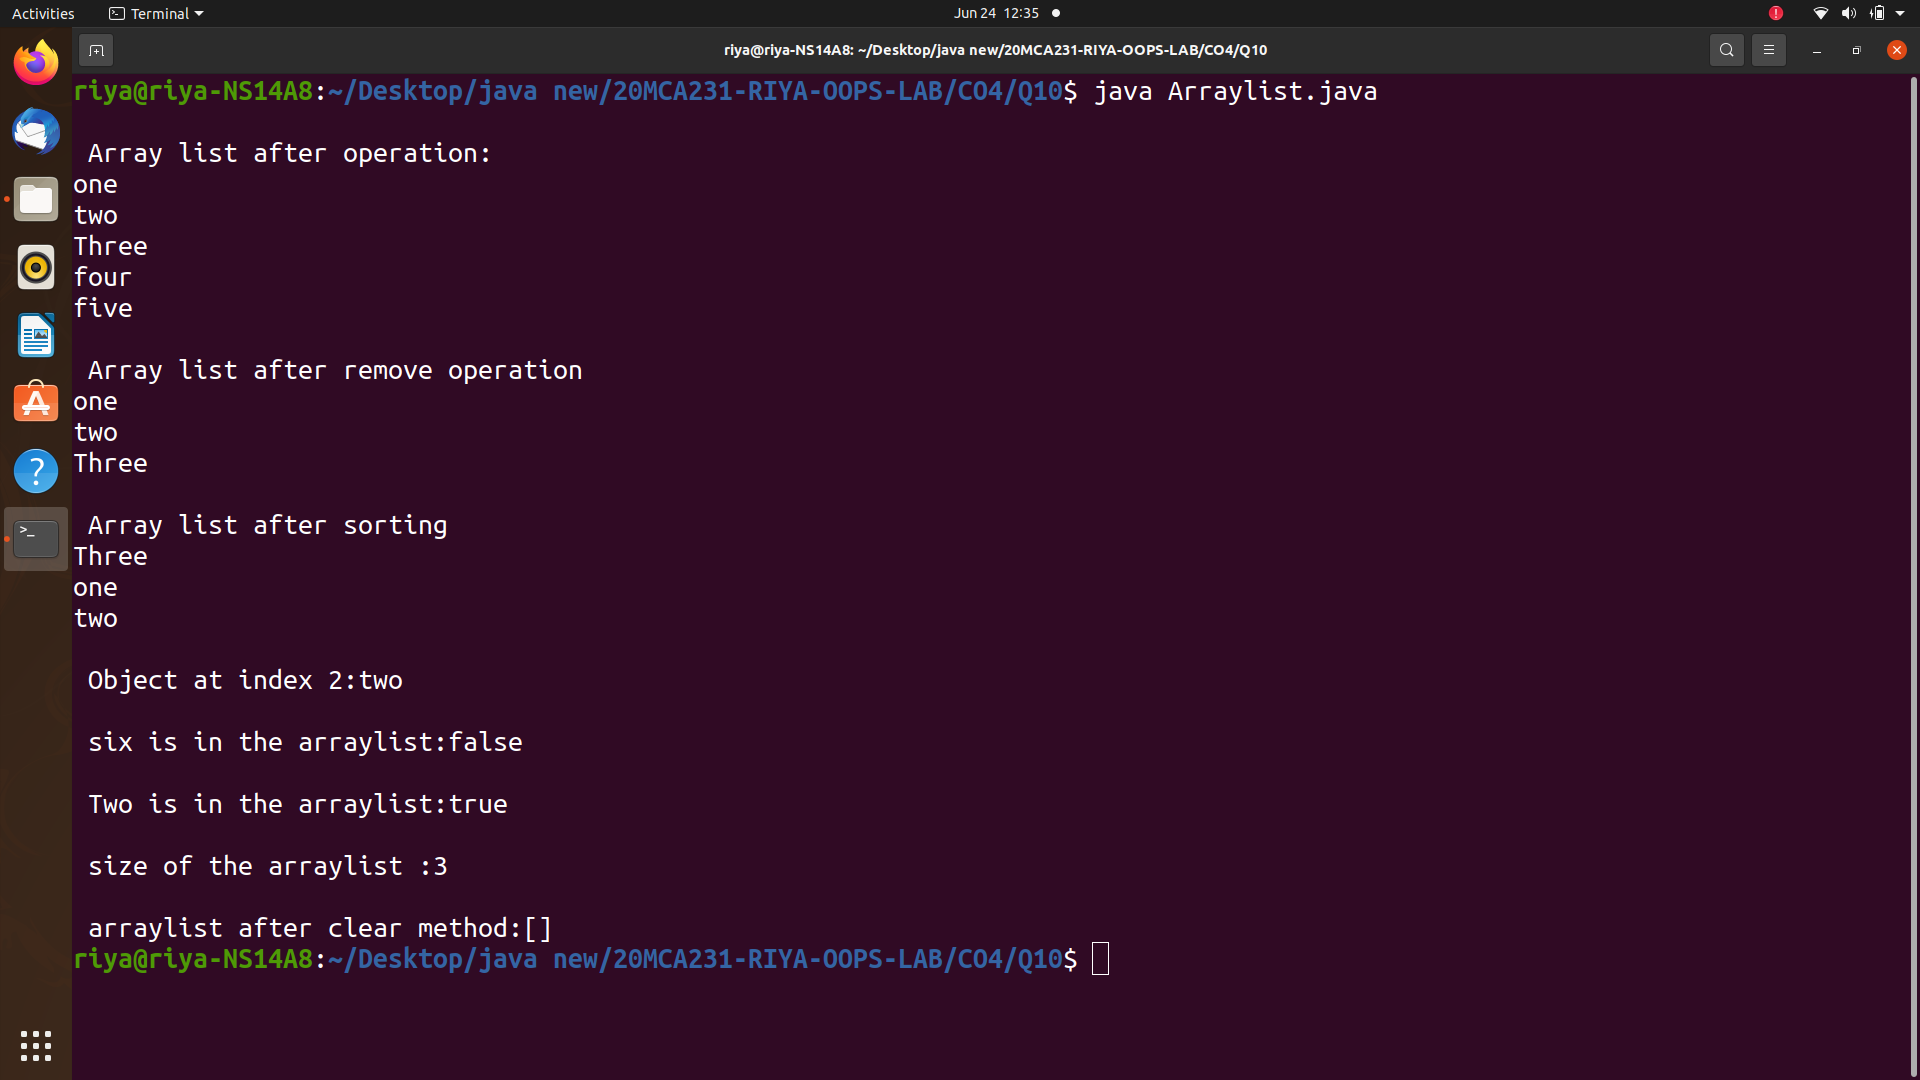 Activities Terminal Jun 24 12:35
riya@riya-NS14A8: ~/Desktop/java new/20MCA231-RIYA-OOPS-LAB/CO4/Q10
riya@riya-NS14A8:~/Desktop/java new/20MCA231-RIYA-OOPS-LAB/CO4/Q10$ java Arraylist.java
Array list after operation:
one
two
Three
four
five
Array list after remove operation
one
two
Three
Array list after sorting
Three
one
two
Object at index 2:two
six is in the arraylist:false
Two is in the arraylist:true
size of the arraylist :3
arraylist after clear method:[]
riya@riya-NS14A8:~/Desktop/java new/20MCA231-RIYA-OOPS-LAB/CO4/Q10$